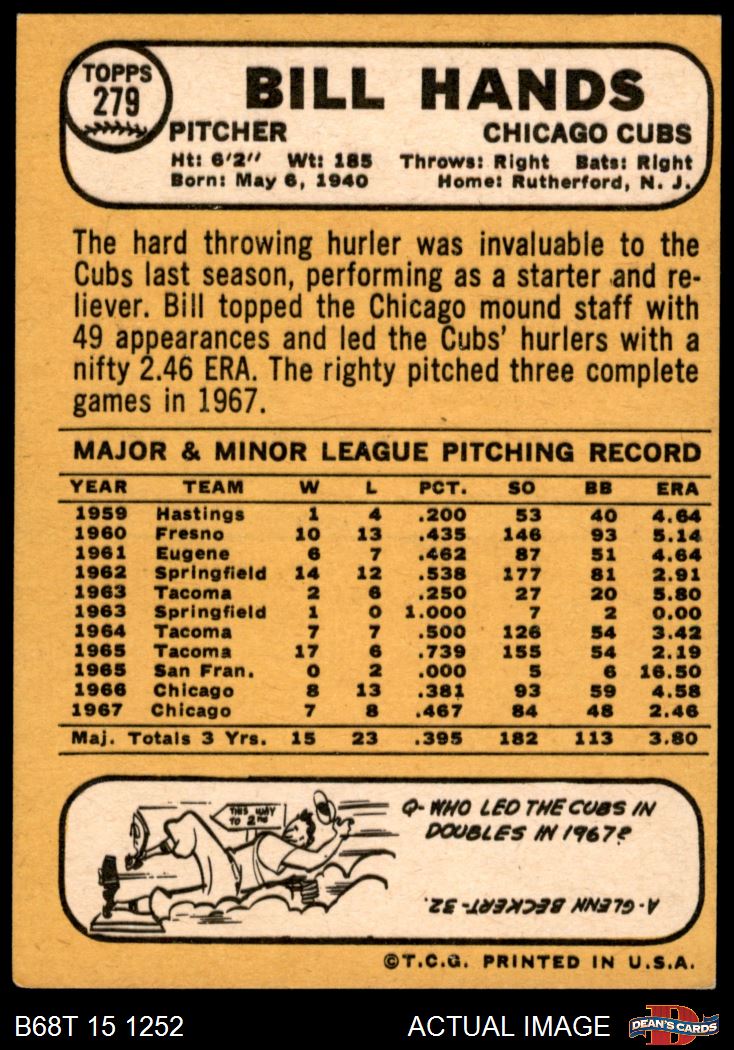 TOPPS
279
BILL HANDS
PITCHER CHICAGO CUBS
Ht: 6'2" Wt: 185 Throws: Right Bats: Right
Born: May 6, 1940 Home: Rutherford, N. J.
The hard throwing hurler was invaluable to the
Cubs last season, performing as a starter and re-
liever. Bill topped the Chicago mound staff with
49 appearances and led the Cubs' hurlers with a
nifty 2.46 ERA. The righty pitched three complete
games in 1967.
MAJOR & MINOR LEAGUE PITCHING RECORD
YEAR TEAM W L PCT. SO BB ERA
1959 Hastings 1 4 .200 53 40 4.64
1960 Fresno 10 13 .435 146 93 5.14
1961 Eugene 6 7 .462 87 51 4.64
1962 Springfield 14 12 .538 177 81 2.91
1963 Tacoma 2 6 .250 27 20 5.80
1963 Springfield 1 0 1.000 7 2 0.00
1964 Tacoma 7 7 .500 126 54 3.42
1965 Tacoma 17 6 .739 155 54 2.19
1965 San Fran. 0 2 .000 5 6 16.50
1966 Chicago 8 13 .381 93 59 4.58
1967 Chicago 7 8 .467 84 48 2.46
Maj. Totals 3 Yrs. 15 23 .395 182 113 3.80
THIS WAY
TO 2ND
Q-WHO LED THE CUBS IN
DOUBLES IN 1967?
A-GLENN BECKERT-32.
©T.C.G. PRINTED IN U.S.A.
B68T 15 1252 ACTUAL IMAGE DEAN'S CARDS